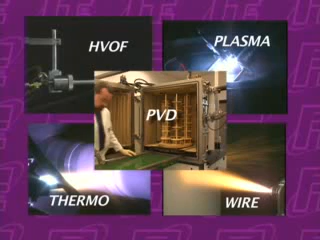 HVOF
PLASMA
PVD
THERMO
WIRE